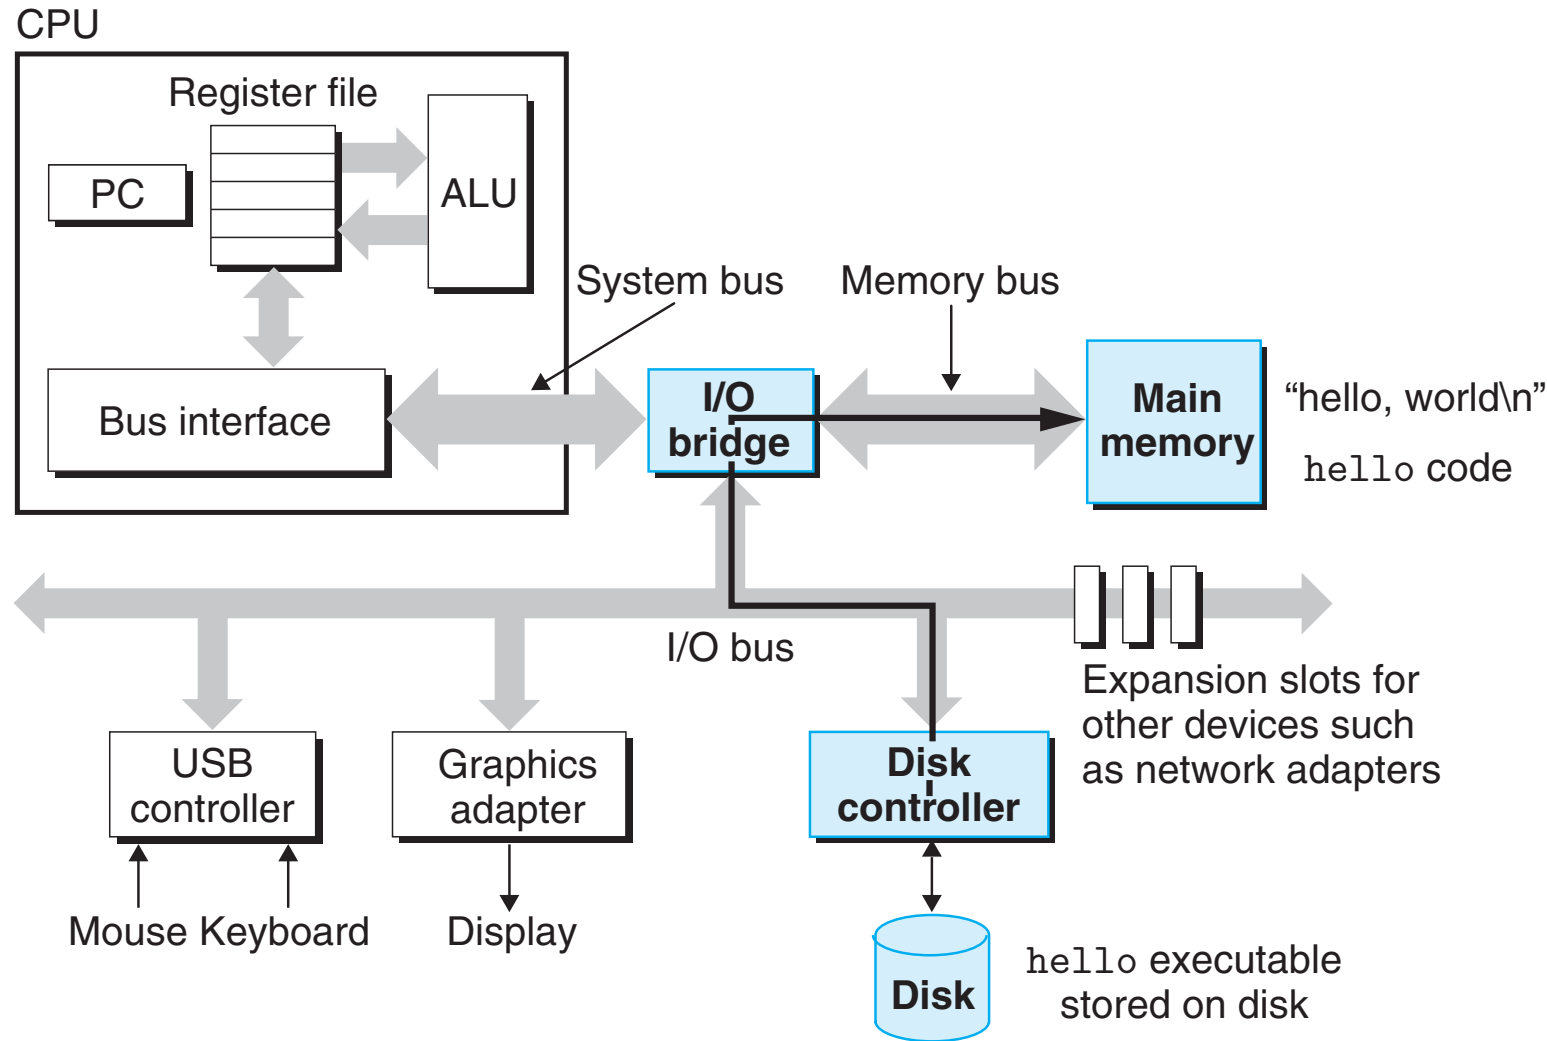 CPU
Register file
PC
ALU
System bus
Memory bus
Bus interface
I/O
bridge
Main
memory
“hello, world\n”
hello code
I/O bus
Expansion slots for
other devices such
as network adapters
USB
controller
Graphics
adapter
Disk
controller
Mouse Keyboard
Display
Disk
hello executable
stored on disk